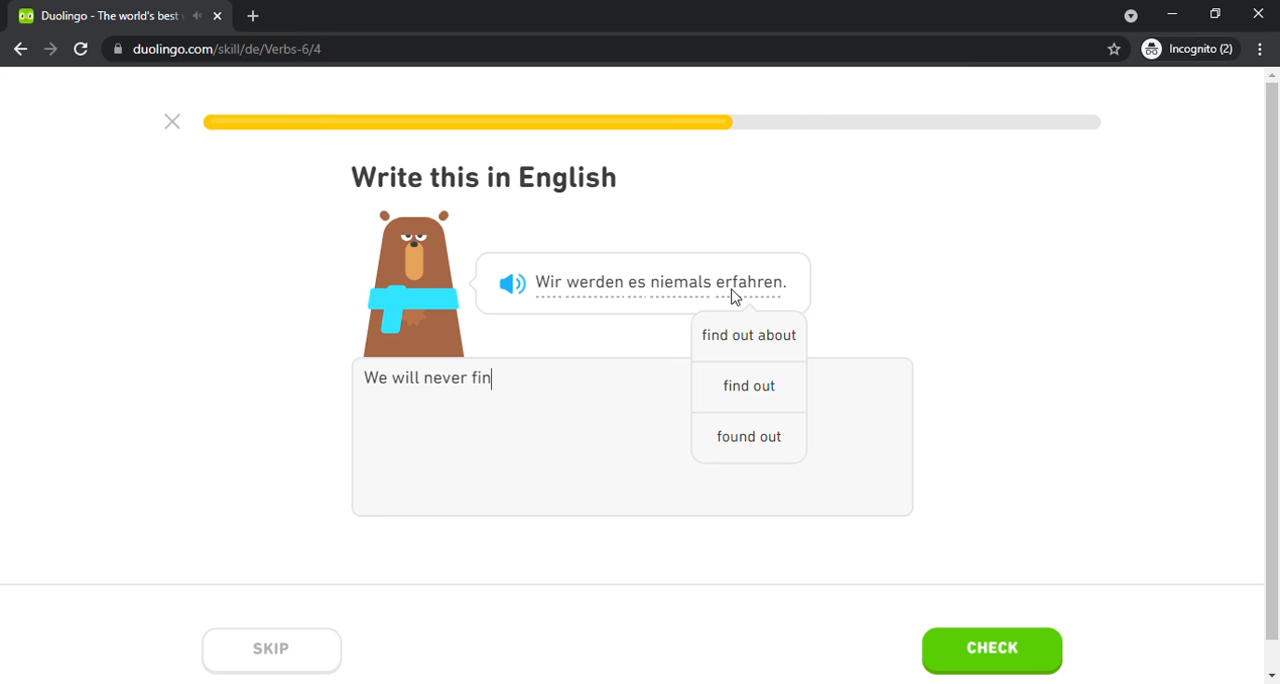 Duolingo - The world's best
duolingo.com/skill/de/Verbs-6/4
Incognito (2)
Write this in English
Wir werden es niemals erfahren.
find out about
find out
found out
We will never fin
SKIP
CHECK